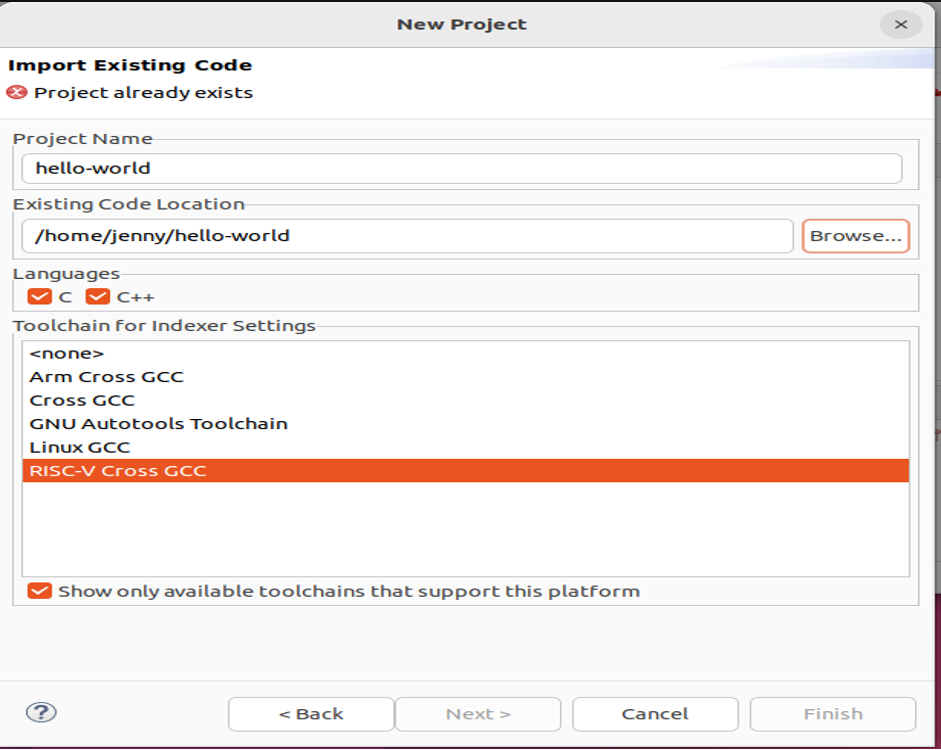 New Project
Import Existing Code
Project already exists
Project Name
hello-world
Existing Code Location
/home/jenny/hello-world
Browse...
Languages
C
C++
Toolchain for Indexer Settings
<none>
Arm Cross GCC
Cross GCC
GNU Autotools Toolchain
Linux GCC
RISC-V Cross GCC
Show only available toolchains that support this platform
?
< Back
Next >
Cancel
Finish